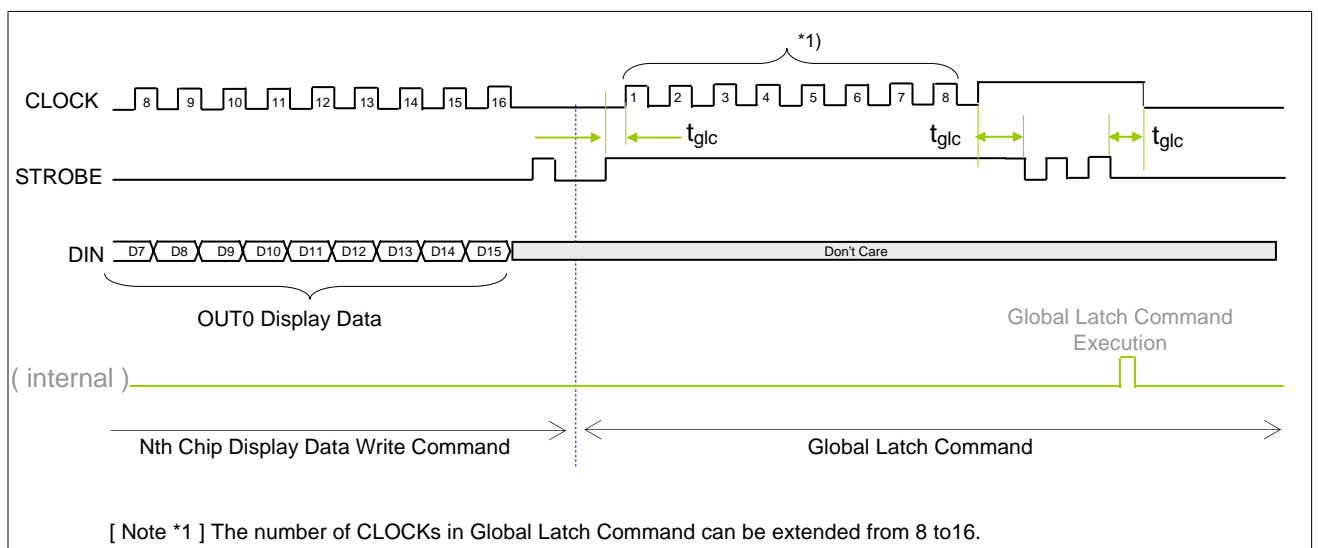 *1)
CLOCK 8 9 10 11 12 13 14 15 16 1 2 3 4 5 6 7 8
tglc tglc tglc
STROBE
DIN D7 D8 D9 D10 D11 D12 D13 D14 D15 Don't Care
OUT0 Display Data
Global Latch Command
Execution
( internal )
Nth Chip Display Data Write Command Global Latch Command
[ Note *1 ] The number of CLOCKs in Global Latch Command can be extended from 8 to16.